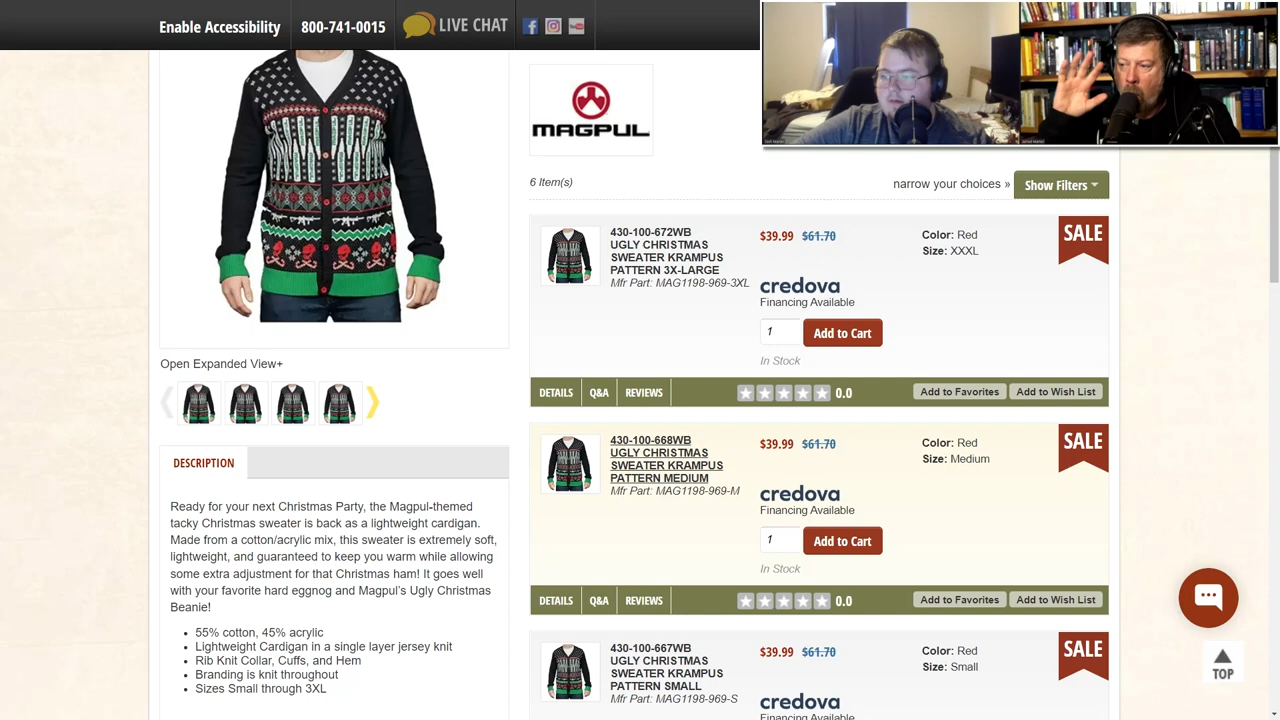 Enable Accessibility
800-741-0015
LIVE CHAT
MAGPUL
6 Item(s)
narrow your choices »
Show Filters
430-100-672WB
UGLY CHRISTMAS
SWEATER KRAMPUS
PATTERN 3X-LARGE
Mfr Part: MAG1198-969-3XL
$39.99 $61.70
credova
Financing Available
1
Add to Cart
In Stock
Color: Red
Size: XXXL
SALE
DETAILS
Q&A
REVIEWS
0.0
Add to Favorites
Add to Wish List
430-100-668WB
UGLY CHRISTMAS
SWEATER KRAMPUS
PATTERN MEDIUM
Mfr Part: MAG1198-969-M
$39.99 $61.70
credova
Financing Available
1
Add to Cart
In Stock
Color: Red
Size: Medium
SALE
DETAILS
Q&A
REVIEWS
0.0
Add to Favorites
Add to Wish List
430-100-667WB
UGLY CHRISTMAS
SWEATER KRAMPUS
PATTERN SMALL
Mfr Part: MAG1198-969-S
$39.99 $61.70
credova
Financing Available
Color: Red
Size: Small
SALE
Open Expanded View+
DESCRIPTION
Ready for your next Christmas Party, the Magpul-themed
tacky Christmas sweater is back as a lightweight cardigan.
Made from a cotton/acrylic mix, this sweater is extremely soft,
lightweight, and guaranteed to keep you warm while allowing
some extra adjustment for that Christmas ham! It goes well
with your favorite hard eggnog and Magpul's Ugly Christmas
Beanie!
• 55% cotton, 45% acrylic
• Lightweight Cardigan in a single layer jersey knit
• Rib Knit Collar, Cuffs, and Hem
• Branding is knit throughout
• Sizes Small through 3XL
TOP